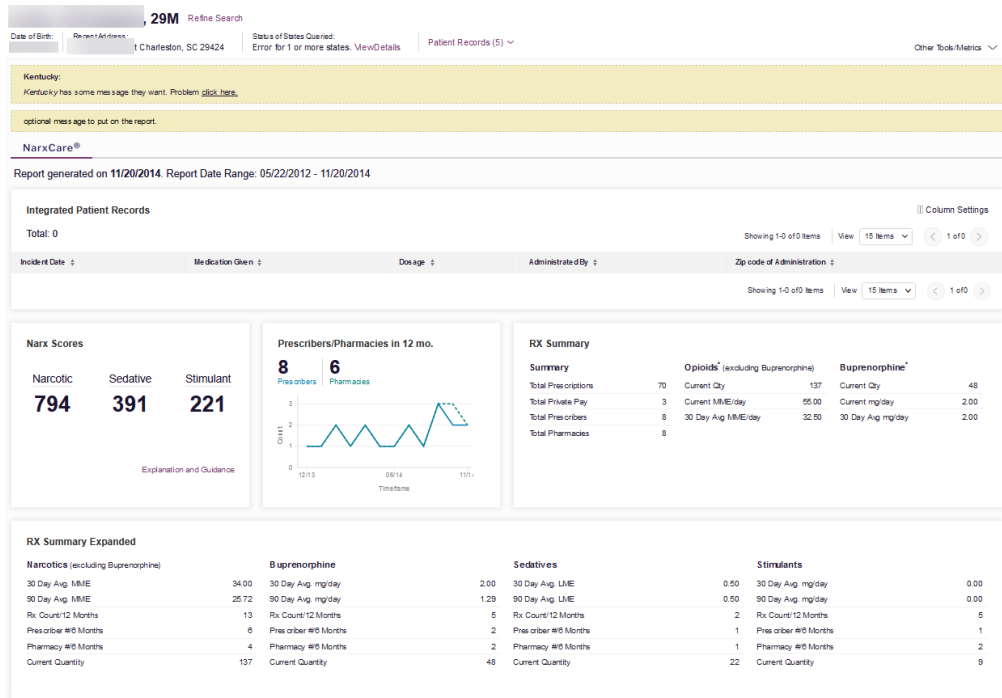 , 29M Refine Search
Date of Birth: Recent Address: Status of States Queried: Patient Records (5)
t Charleston, SC 29424 Error for 1 or more states. ViewDetails Other Tools/Metrics
Kentucky:
Kentucky has some message they want. Problem click here.
optional message to put on the report.
NarxCare®
Report generated on 11/20/2014. Report Date Range: 05/22/2012 - 11/20/2014
Integrated Patient Records Column Settings
Total: 0
Showing 1-0 of 0 Items View 15 Items 1 of 0
Incident Date Medication Given Dosage Administrated By Zip code of Administration
Showing 1-0 of 0 Items View 15 Items 1 of 0
Narx Scores
Narcotic Sedative Stimulant
794 391 221
Explanation and Guidance
Prescribers/Pharmacies in 12 mo.
8 6
Prescribers Pharmacies
3
2
1
0
Count
12/13 06/14 11/1
Timeframe
RX Summary
Summary
Total Prescriptions 70
Total Private Pay 3
Total Prescribers 8
Total Pharmacies 8
Opioids* (excluding Buprenorphine)
Current Qty 137
Current MME/day 55.00
30 Day Avg MME/day 32.50
Buprenorphine*
Current Qty 48
Current mg/day 2.00
30 Day Avg mg/day 2.00
RX Summary Expanded
Narcotics (excluding Buprenorphine)
30 Day Avg. MME 34.00
90 Day Avg. MME 25.72
Rx Count/12 Months 13
Prescriber #/6 Months 6
Pharmacy #/6 Months 4
Current Quantity 137
Buprenorphine
30 Day Avg. mg/day 2.00
90 Day Avg. mg/day 1.29
Rx Count/12 Months 5
Prescriber #/6 Months 2
Pharmacy #/6 Months 2
Current Quantity 48
Sedatives
30 Day Avg. LME 0.50
90 Day Avg. LME 0.50
Rx Count/12 Months 2
Prescriber #/6 Months 1
Pharmacy #/6 Months 1
Current Quantity 22
Stimulants
30 Day Avg. mg/day 0.00
90 Day Avg. mg/day 0.00
Rx Count/12 Months 5
Prescriber #/6 Months 1
Pharmacy #/6 Months 2
Current Quantity 9